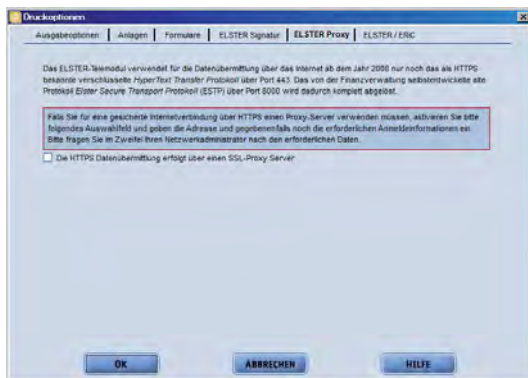 Druckoptionen
Ausgabeoptionen | Anlagen | Formulare | ELSTER Signatur | ELSTER Proxy | ELSTER / ERiC
Das ELSTER-Telemodul verwendet für die Datenübermittlung über das Internet ab dem Jahr 2008 nur noch das als HTTPS
bekannte verschlüsselte HyperText Transfer Protokoll über Port 443. Das von der Finanzverwaltung selbstentwickelte alte
Protokoll Elster Secure Transport Protokoll (ESTP) über Port 8000 wird dadurch komplett abgelöst.
Falls Sie für eine gesicherte Internetverbindung über HTTPS einen Proxy-Server verwenden müssen, aktivieren Sie bitte
folgendes Auswahlfeld und geben die Adresse und gegebenenfalls noch die erforderlichen Anmeldeinformationen ein.
Bitte fragen Sie im Zweifel Ihren Netzwerkadministrator nach den erforderlichen Daten.
Die HTTPS Datenübermittlung erfolgt über einen SSL-Proxy Server
OK ABBRECHEN HILFE